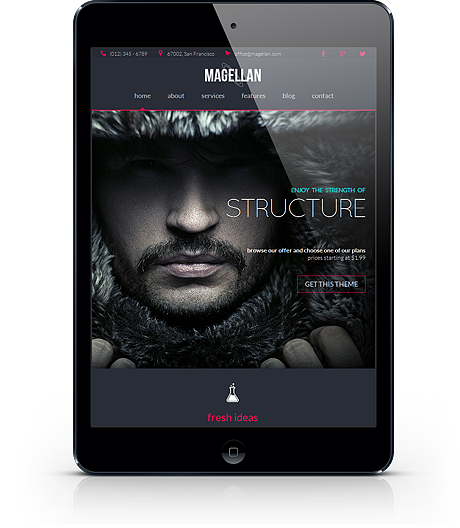 (012) 345 - 6789 67002, San Francisco office@magellan.com
MAGELLAN
home about services features blog contact
ENJOY THE STRENGTH OF
STRUCTURE
browse our offer and choose one of our plans
prices starting at $1.99
GET THIS THEME
fresh ideas